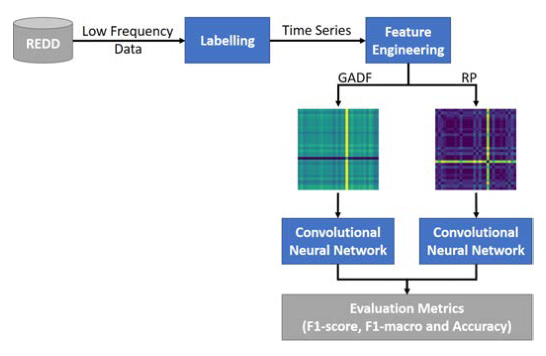 REDD
Low Frequency
Data
Labelling
Time Series
Feature
Engineering
GADF
RP
Convolutional
Neural Network
Convolutional
Neural Network
Evaluation Metrics
(F1-score, F1-macro and Accuracy)